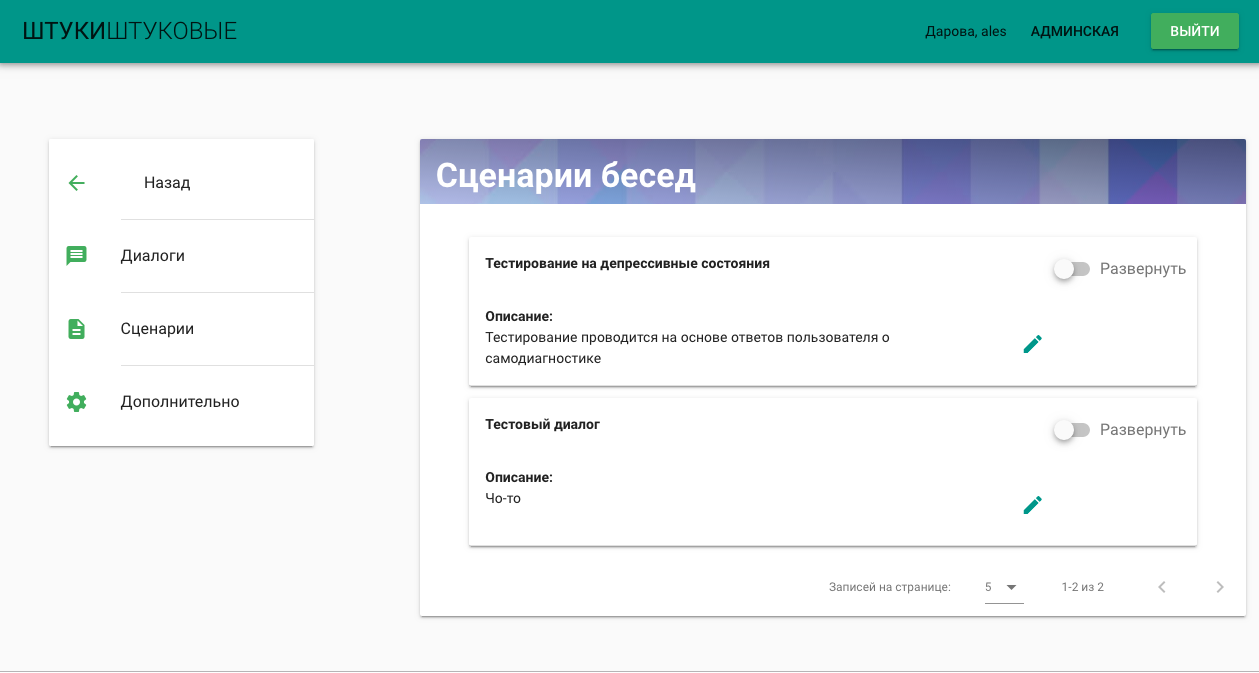 ШТУКИШТУКОВЫЕ
Дарова, ales
АДМИНСКАЯ
ВЫЙТИ
Назад
Диалоги
Сценарии
Дополнительно
Сценарии бесед
Тестирование на депрессивные состояния
Развернуть
Описание:
Тестирование проводится на основе ответов пользователя о
самодиагностике
Тестовый диалог
Развернуть
Описание:
Чо-то
Записей на странице:
5
1-2 из 2